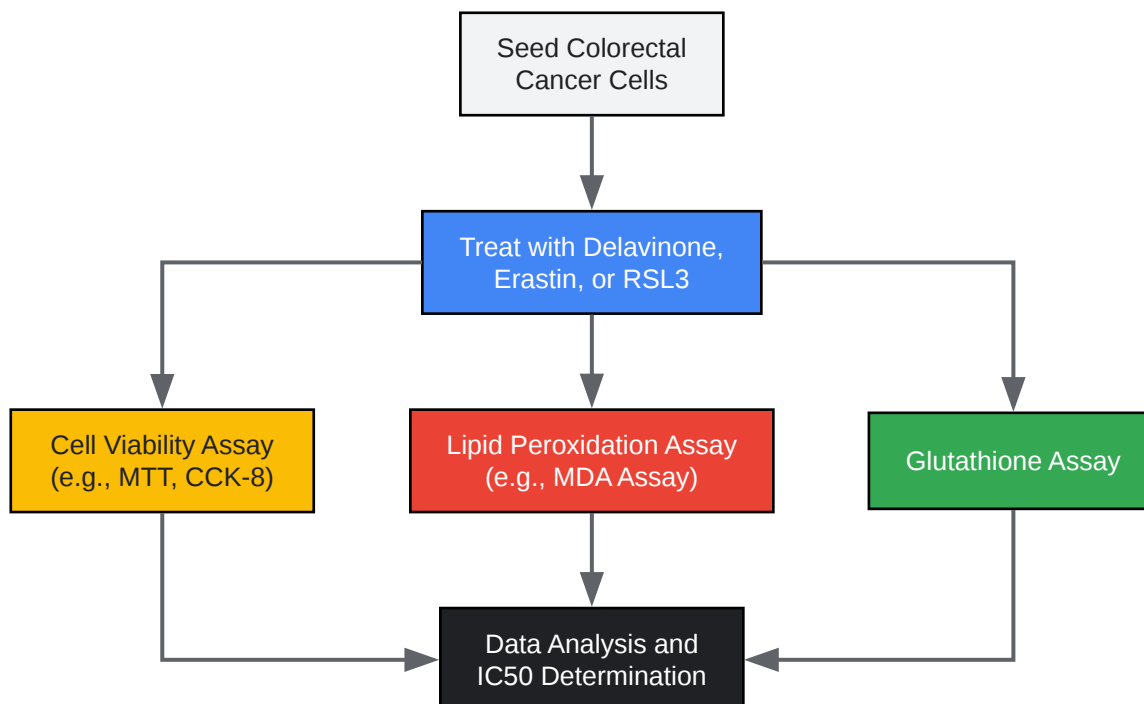 Seed Colorectal
Cancer Cells
Treat with Delavinone,
Erastin, or RSL3
Cell Viability Assay
(e.g., MTT, CCK-8)
Lipid Peroxidation Assay
(e.g., MDA Assay)
Glutathione Assay
Data Analysis and
IC50 Determination